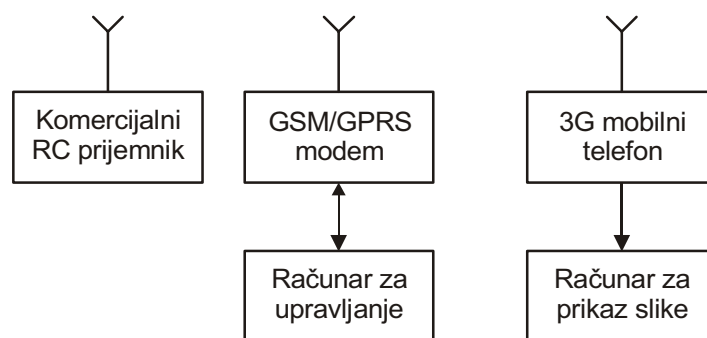 Komercijalni
RC prijemnik
GSM/GPRS
modem
3G mobilni
telefon
Računar za
upravljanje
Računar za
prikaz slike